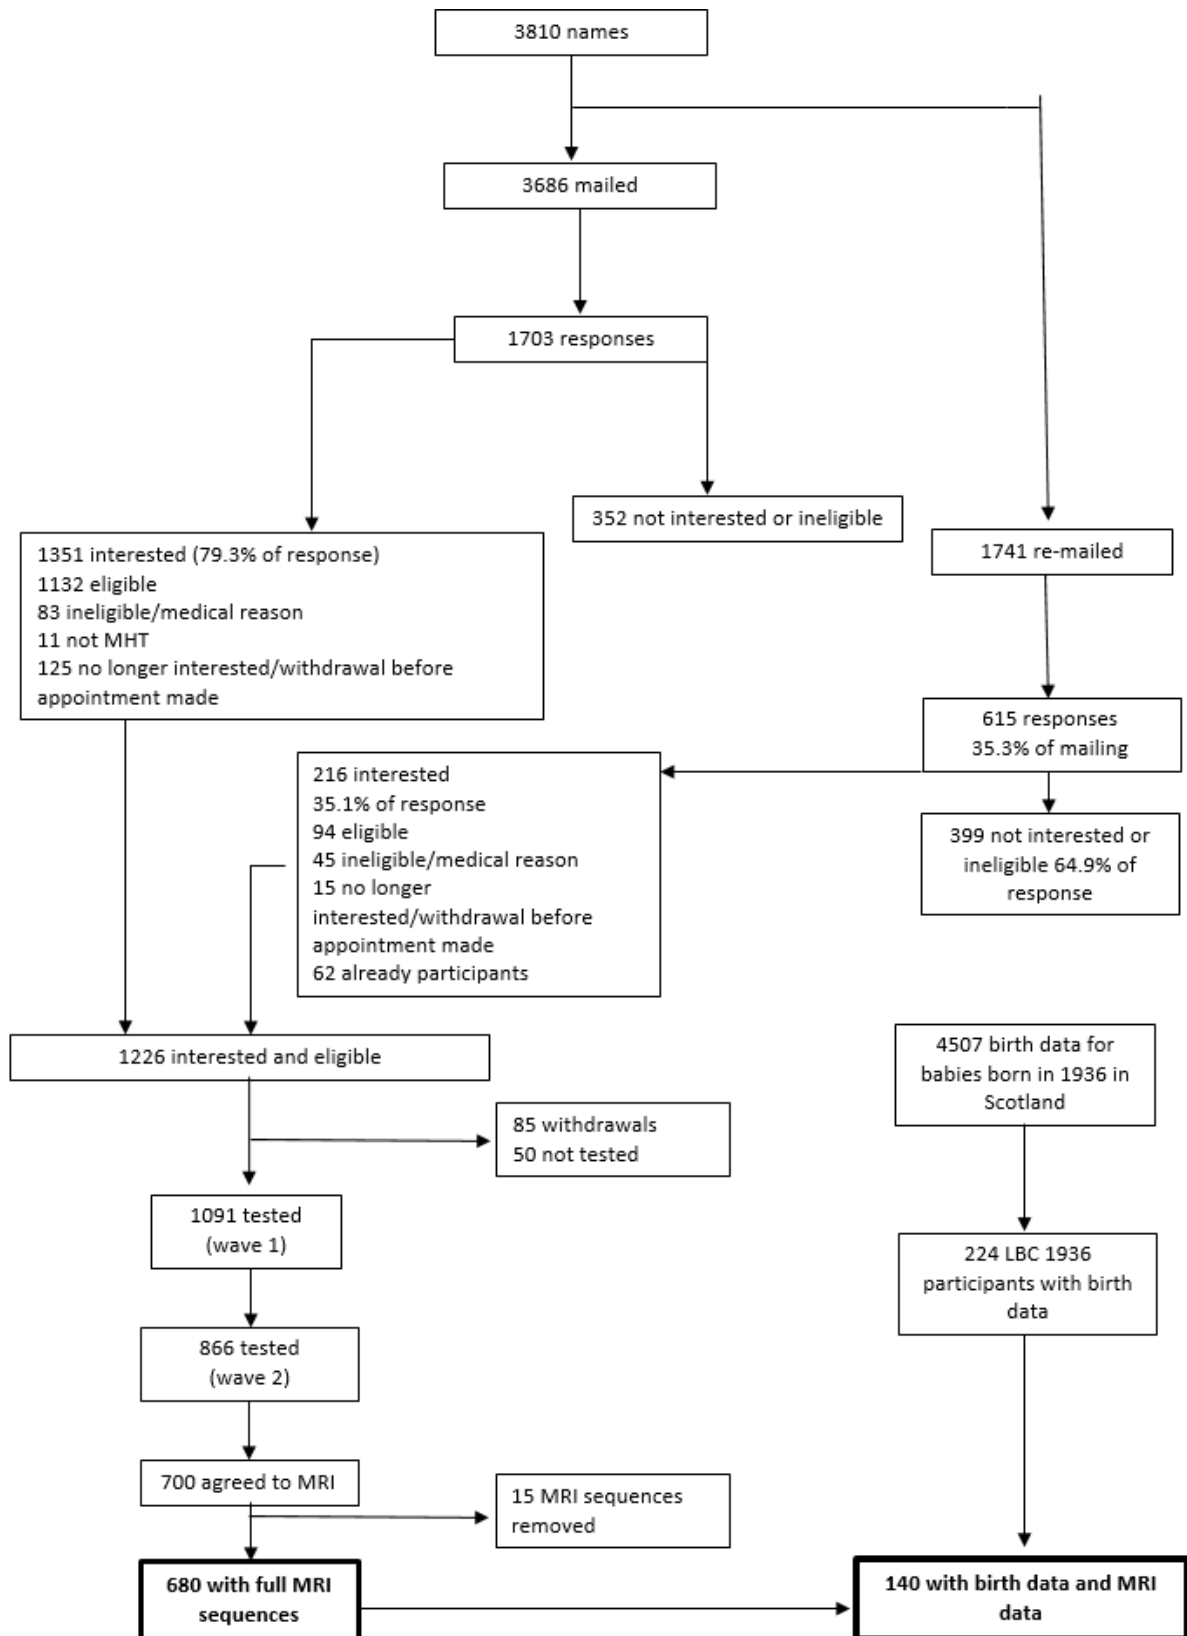 3810 names
3686 mailed
1703 responses
352 not interested or ineligible
1351 interested (79.3% of response)
1132 eligible
83 ineligible/medical reason
11 not MHT
125 no longer interested/withdrawal before
appointment made
1741 re-mailed
615 responses
35.3% of mailing
216 interested
35.1% of response
94 eligible
45 ineligible/medical reason
15 no longer
interested/withdrawal before
appointment made
62 already participants
399 not interested or
ineligible 64.9% of
response
1226 interested and eligible
4507 birth data for
babies born in 1936 in
Scotland
85 withdrawals
50 not tested
1091 tested
(wave 1)
224 LBC 1936
participants with birth
data
866 tested
(wave 2)
700 agreed to MRI
15 MRI sequences
removed
680 with full MRI
sequences
140 with birth data and MRI
data